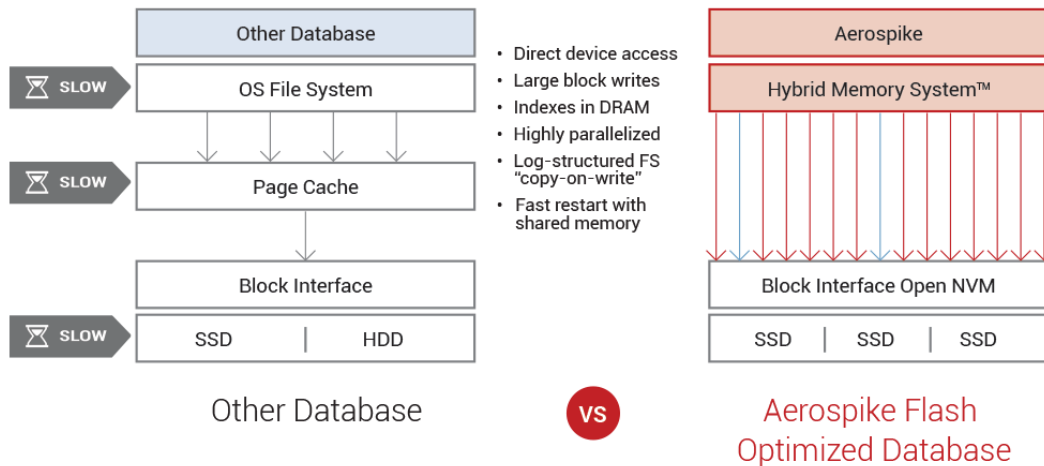 Other Database
SLOW
OS File System
SLOW
Page Cache
Block Interface
SLOW
SSD | HDD
Other Database
• Direct device access
• Large block writes
• Indexes in DRAM
• Highly parallelized
• Log-structured FS
“copy-on-write”
• Fast restart with
shared memory
VS
Aerospike
Hybrid Memory System™
Block Interface Open NVM
SSD | SSD | SSD
Aerospike Flash
Optimized Database